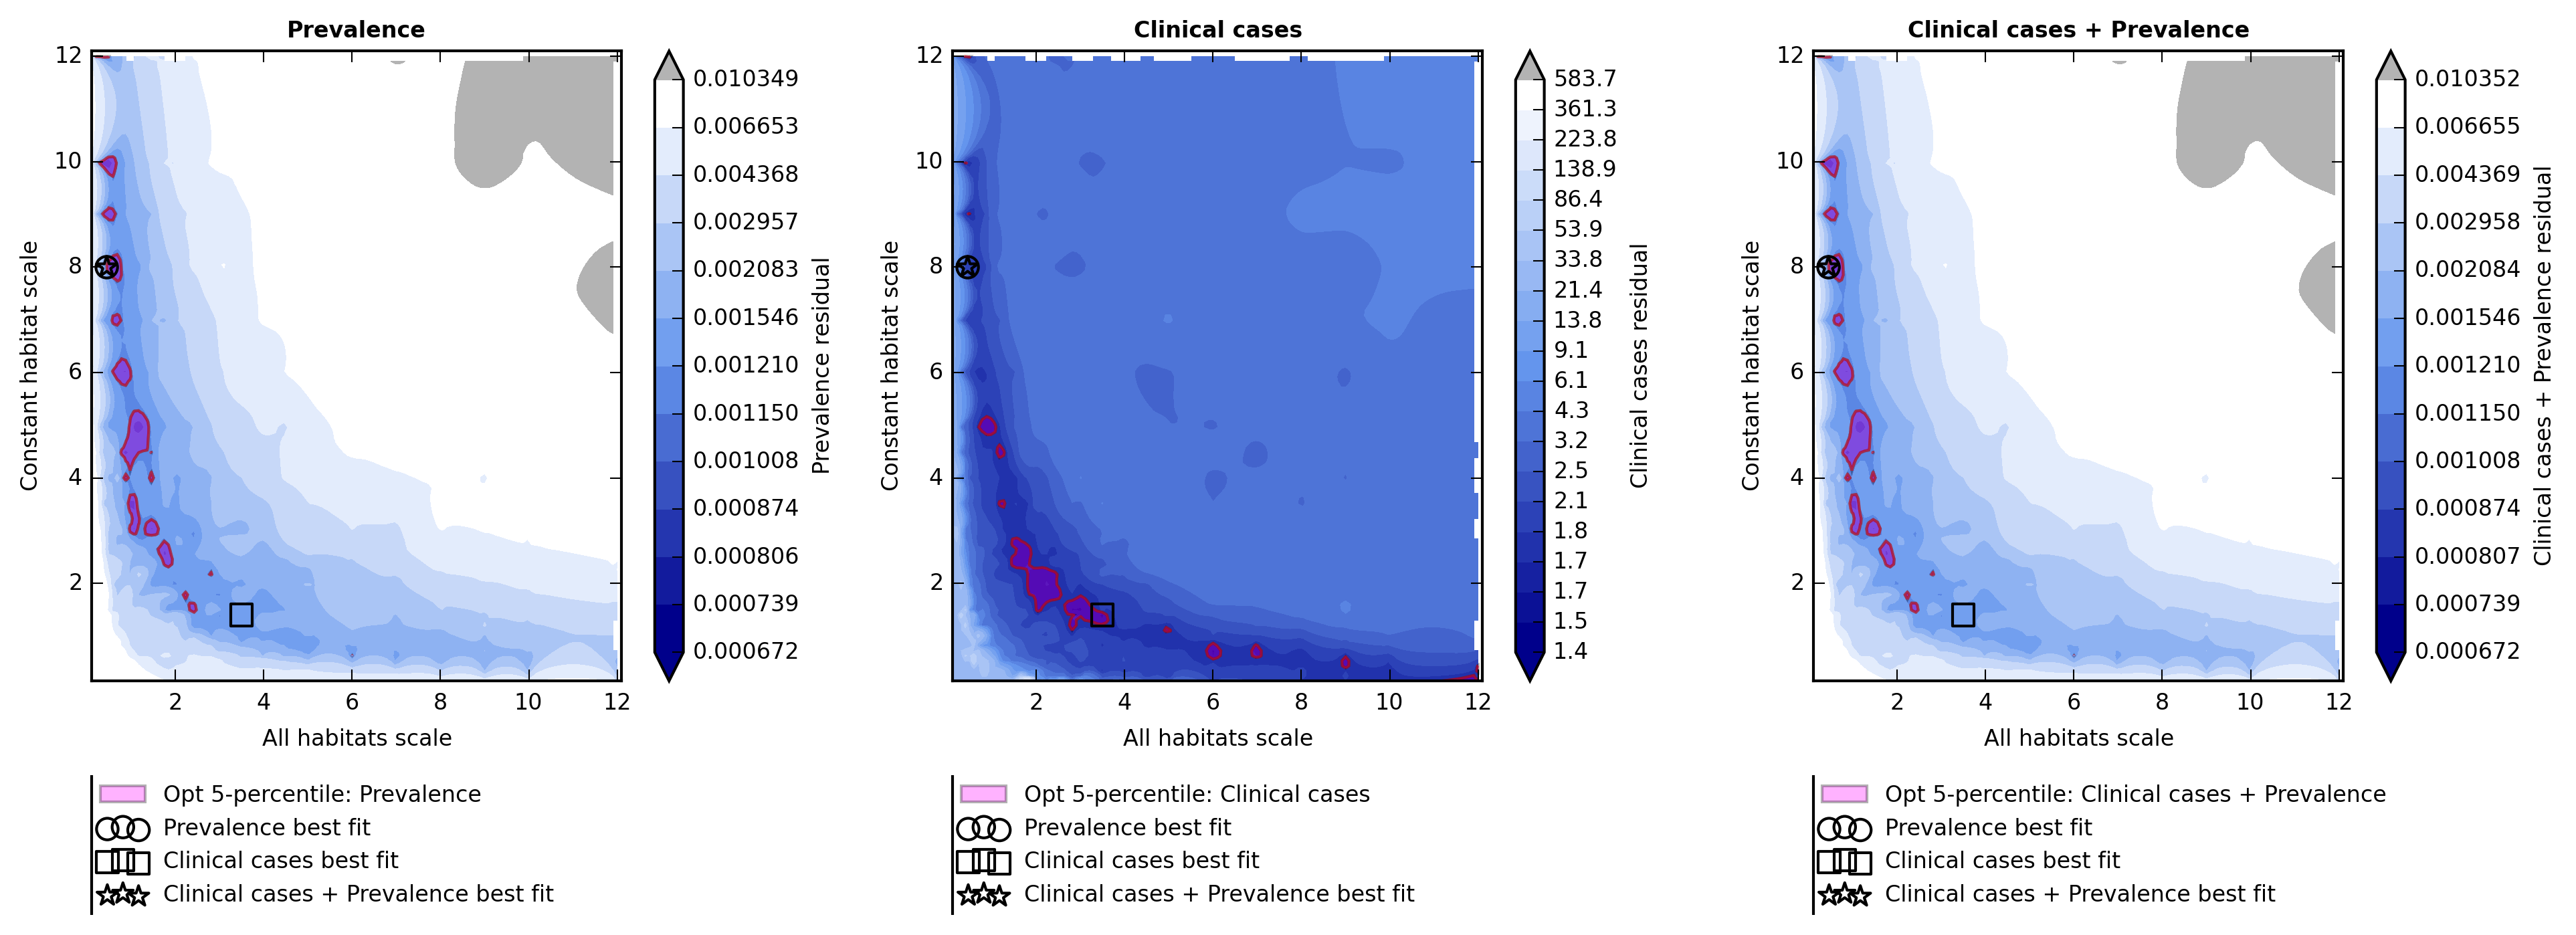 Prevalence
12
10
8
6
4
2
Constant habitat scale
2 4 6 8 10 12
All habitats scale
0.010349
0.006653
0.004368
0.002957
0.002083
0.001546
0.001210
0.001150
0.001008
0.000874
0.000806
0.000739
0.000672
Prevalence residual
Opt 5-percentile: Prevalence
Prevalence best fit
Clinical cases best fit
Clinical cases + Prevalence best fit
Clinical cases
12
10
8
6
4
2
Constant habitat scale
2 4 6 8 10 12
All habitats scale
583.7
361.3
223.8
138.9
86.4
53.9
33.8
21.4
13.8
9.1
6.1
4.3
3.2
2.5
2.1
1.8
1.7
1.7
1.5
1.4
Clinical cases residual
Opt 5-percentile: Clinical cases
Prevalence best fit
Clinical cases best fit
Clinical cases + Prevalence best fit
Clinical cases + Prevalence
12
10
8
6
4
2
Constant habitat scale
2 4 6 8 10 12
All habitats scale
0.010352
0.006655
0.004369
0.002958
0.002084
0.001546
0.001210
0.001150
0.001008
0.000874
0.000807
0.000739
0.000672
Clinical cases + Prevalence residual
Opt 5-percentile: Clinical cases + Prevalence
Prevalence best fit
Clinical cases best fit
Clinical cases + Prevalence best fit